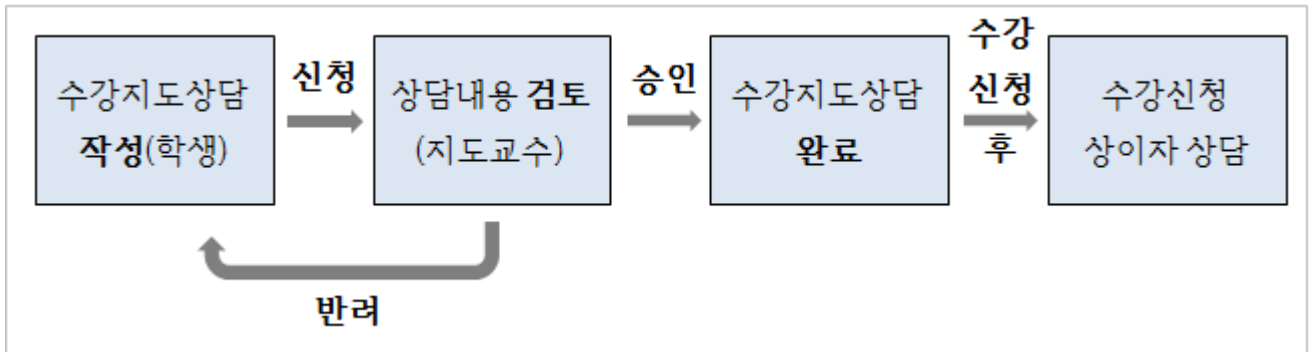 수강지도상담
작성(학생)
신청
상담내용 검토
(지도교수)
승인
수강지도상담
완료
수강
신청
후
수강신청
상이자 상담
반려